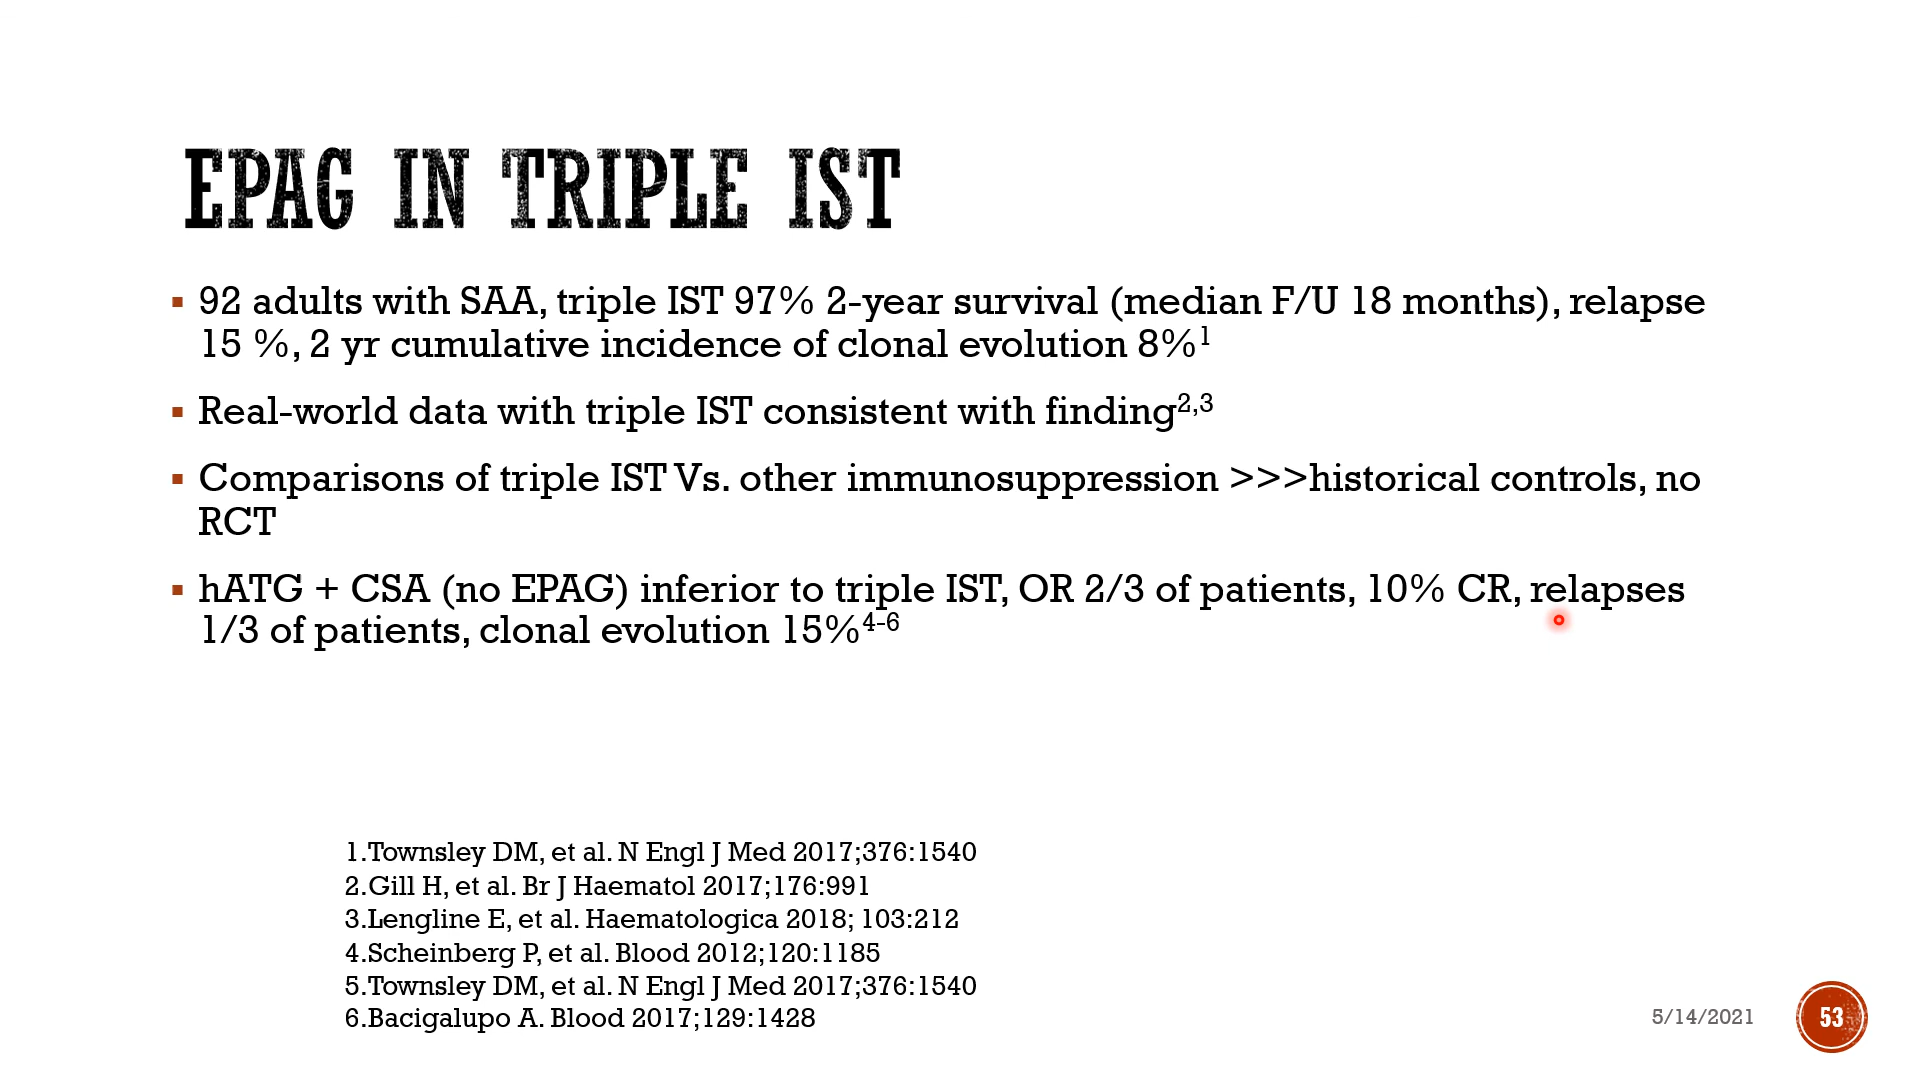 EPAG IN TRIPLE IST
▪ 92 adults with SAA, triple IST 97% 2-year survival (median F/U 18 months), relapse
15 %, 2 yr cumulative incidence of clonal evolution 8%¹
▪ Real-world data with triple IST consistent with finding²,³
▪ Comparisons of triple IST Vs. other immunosuppression >>>historical controls, no
RCT
▪ hATG + CSA (no EPAG) inferior to triple IST, OR 2/3 of patients, 10% CR, relapses
1/3 of patients, clonal evolution 15%⁴⁻⁶
1.Townsley DM, et al. N Engl J Med 2017;376:1540
2.Gill H, et al. Br J Haematol 2017;176:991
3.Lengline E, et al. Haematologica 2018; 103:212
4.Scheinberg P, et al. Blood 2012;120:1185
5.Townsley DM, et al. N Engl J Med 2017;376:1540
6.Bacigalupo A. Blood 2017;129:1428
5/14/2021
53